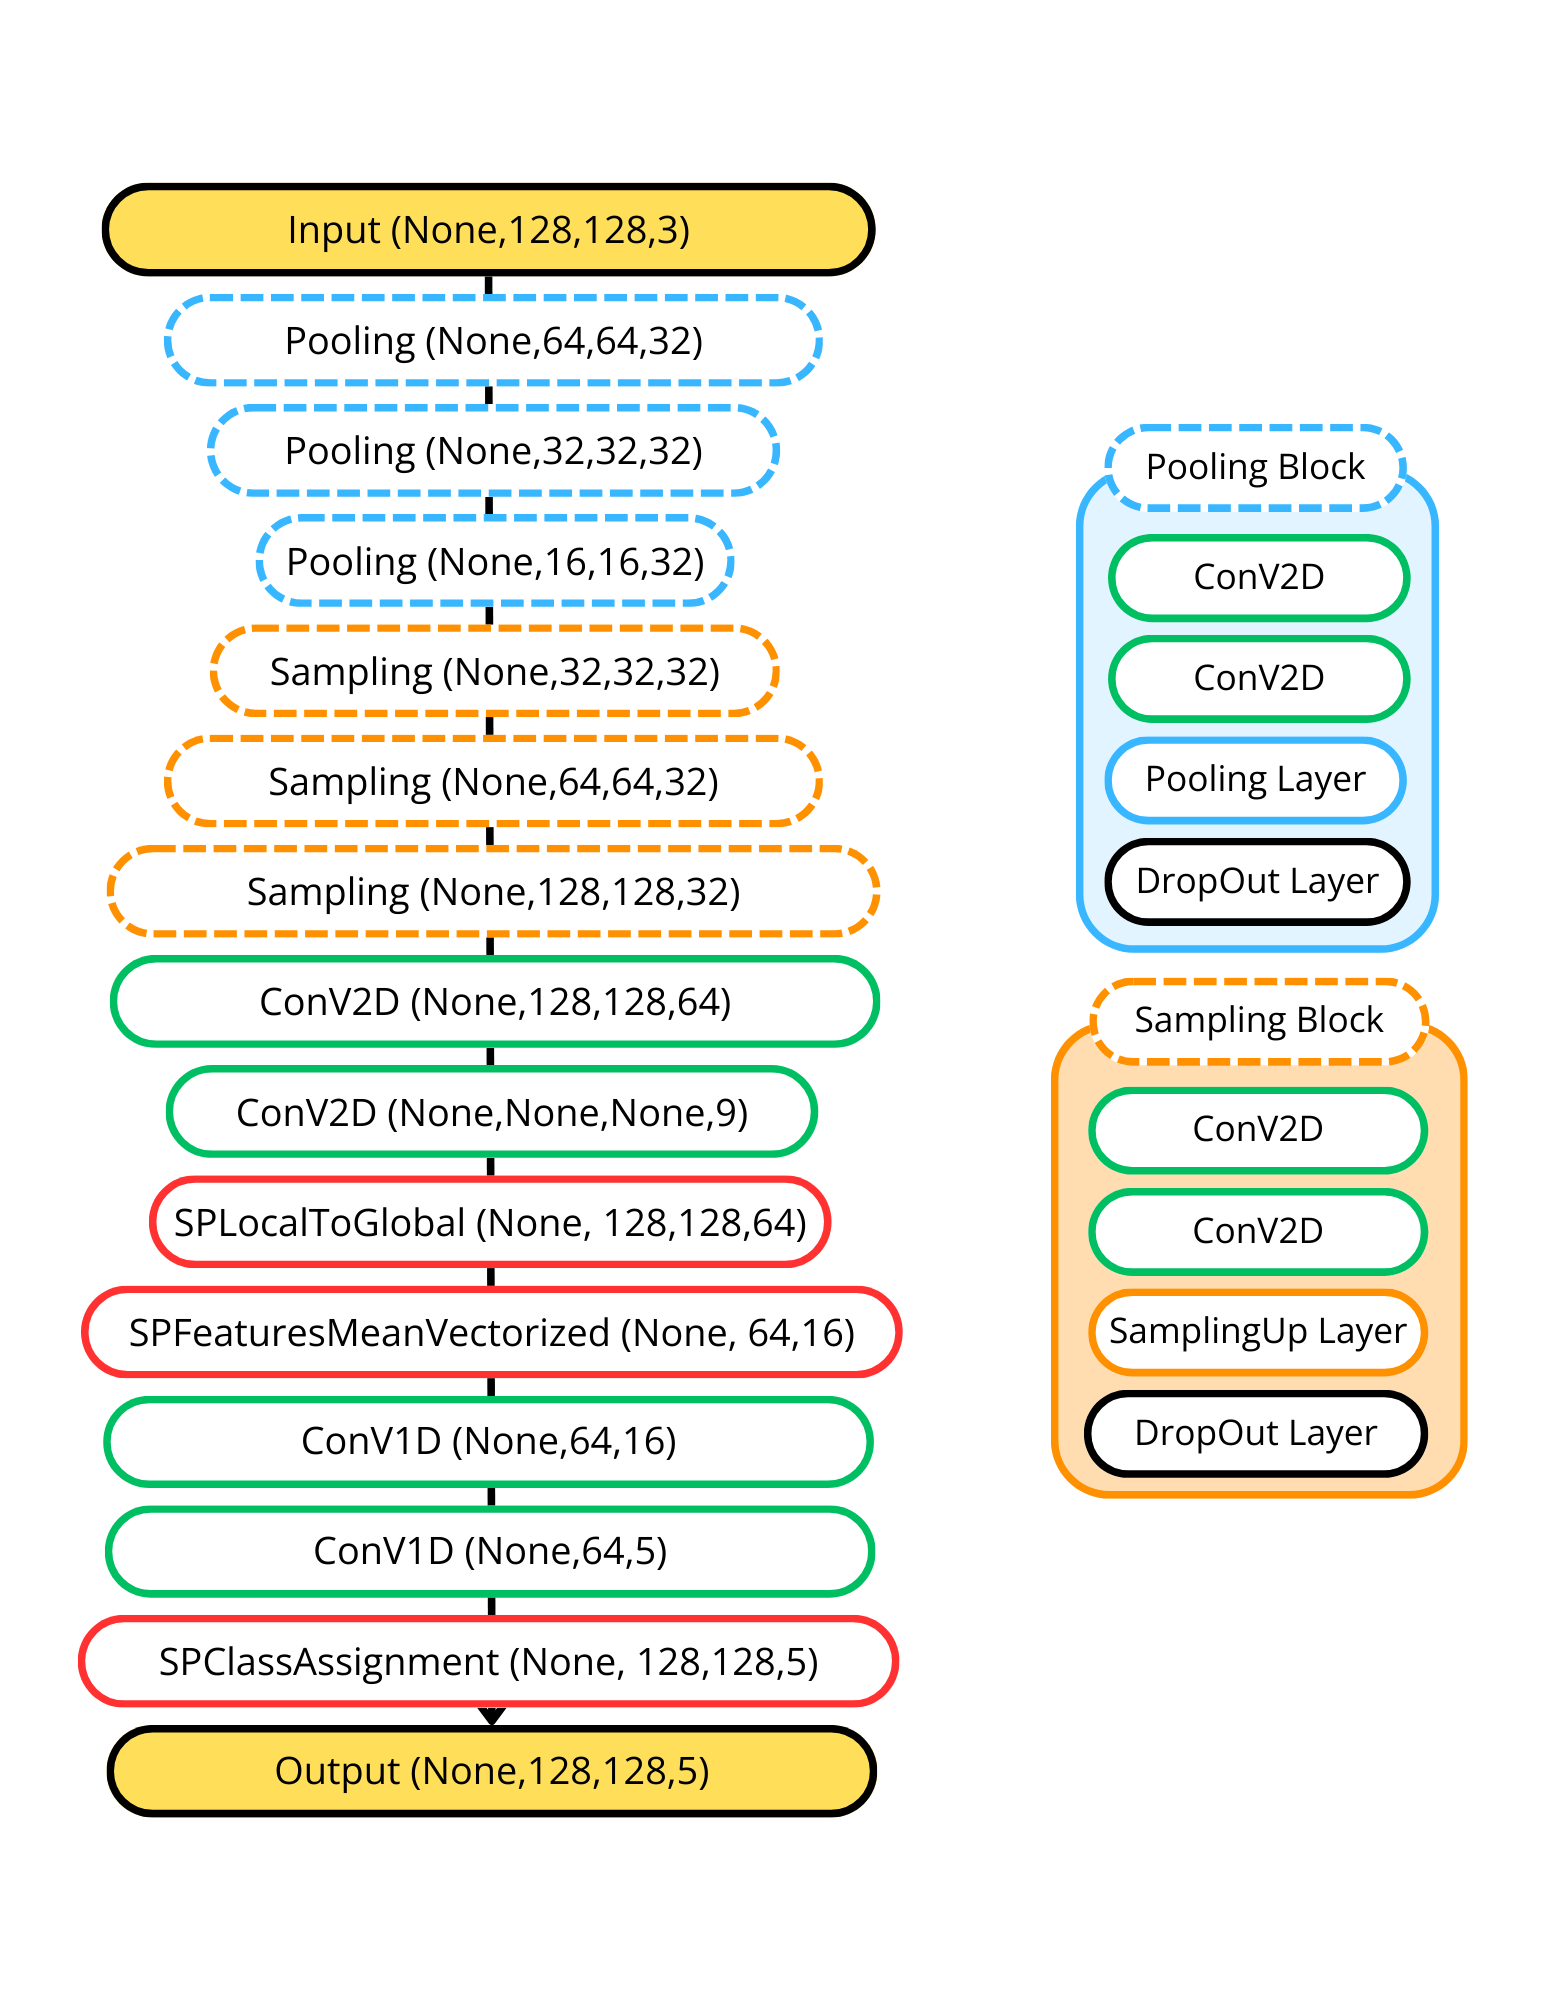 Input (None,128,128,3)
Pooling (None,64,64,32)
Pooling (None,32,32,32)
Pooling (None,16,16,32)
Sampling (None,32,32,32)
Sampling (None,64,64,32)
Sampling (None,128,128,32)
ConV2D (None,128,128,64)
ConV2D (None,None,None,9)
SPLocalToGlobal (None, 128,128,64)
SPFeaturesMeanVectorized (None, 64,16)
ConV1D (None,64,16)
ConV1D (None,64,5)
SPClassAssignment (None, 128,128,5)
Output (None,128,128,5)
Pooling Block
ConV2D
ConV2D
Pooling Layer
DropOut Layer
Sampling Block
ConV2D
ConV2D
SamplingUp Layer
DropOut Layer